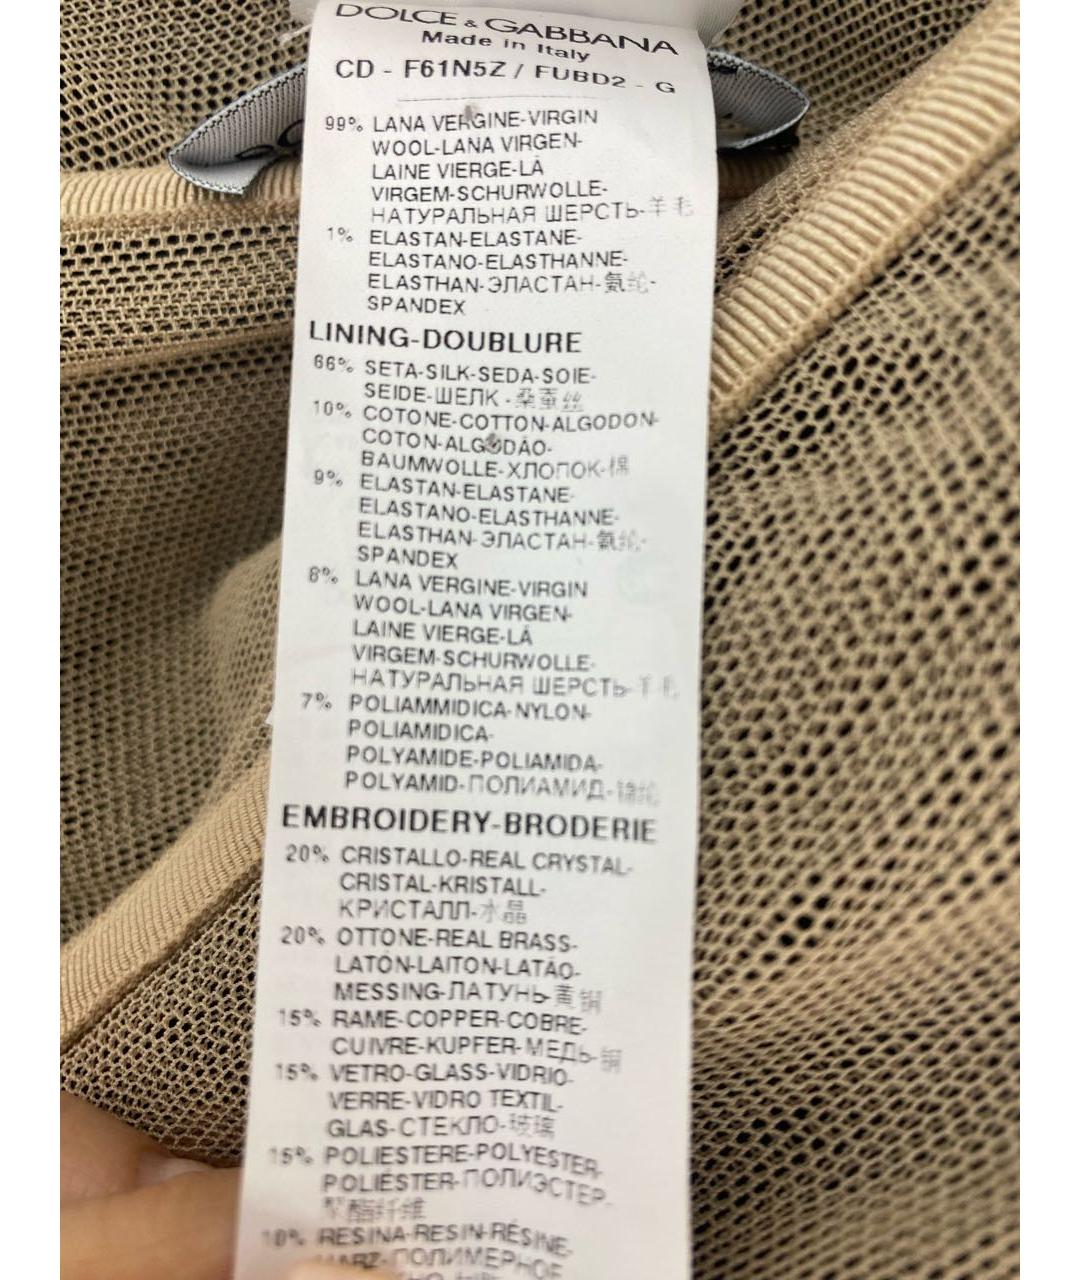 DOLCE & GABBANA
Made in Italy
CD - F61N5Z / FUBD2 - G
99% LANA VERGINE-VIRGIN
WOOL-LANA VIRGEN-
LAINE VIERGE-LÃ
VIRGEM-SCHURWOLLE-
НАТУРАЛЬНАЯ ШЕРСТЬ-羊毛
1% ELASTAN-ELASTANE-
ELASTANO-ELASTHANNE-
ELASTHAN-ЭЛАСТАН-氨纶-
SPANDEX
LINING-DOUBLURE
66% SETA-SILK-SEDA-SOIE-
SEIDE-ШЕЛК -桑蚕丝
10% COTONE-COTTON-ALGODON-
COTON-ALGODÃO-
BAUMWOLLE-ХЛОПОК-棉
9% ELASTAN-ELASTANE-
ELASTANO-ELASTHANNE-
ELASTHAN-ЭЛАСТАН-氨纶-
SPANDEX
8% LANA VERGINE-VIRGIN
WOOL-LANA VIRGEN-
LAINE VIERGE-LÃ
VIRGEM-SCHURWOLLE-
НАТУРАЛЬНАЯ ШЕРСТЬ-羊毛
7% POLIAMMIDICA-NYLON-
POLIAMIDICA-
POLYAMIDE-POLIAMIDA-
POLYAMID-ПОЛИАМИД-锦纶
EMBROIDERY-BRODERIE
20% CRISTALLO-REAL CRYSTAL-
CRISTAL-KRISTALL-
КРИСТАЛЛ-水晶
20% OTTONE-REAL BRASS-
LATÓN-LAITON-LATÃO-
MESSING-ЛАТУНЬ-黄铜
15% RAME-COPPER-COBRE-
CUIVRE-KUPFER-МЕДЬ-铜
15% VETRO-GLASS-VIDRIO-
VERRE-VIDRO TEXTIL-
GLAS-СТЕКЛО-玻璃
15% POLIESTERE-POLYESTER-
POLIÉSTER-ПОЛИЭСТЕР-
聚酯纤维
10% RESINA-RESIN-RÉSINE-
HARZ-ПОЛИМЕРНОЕ